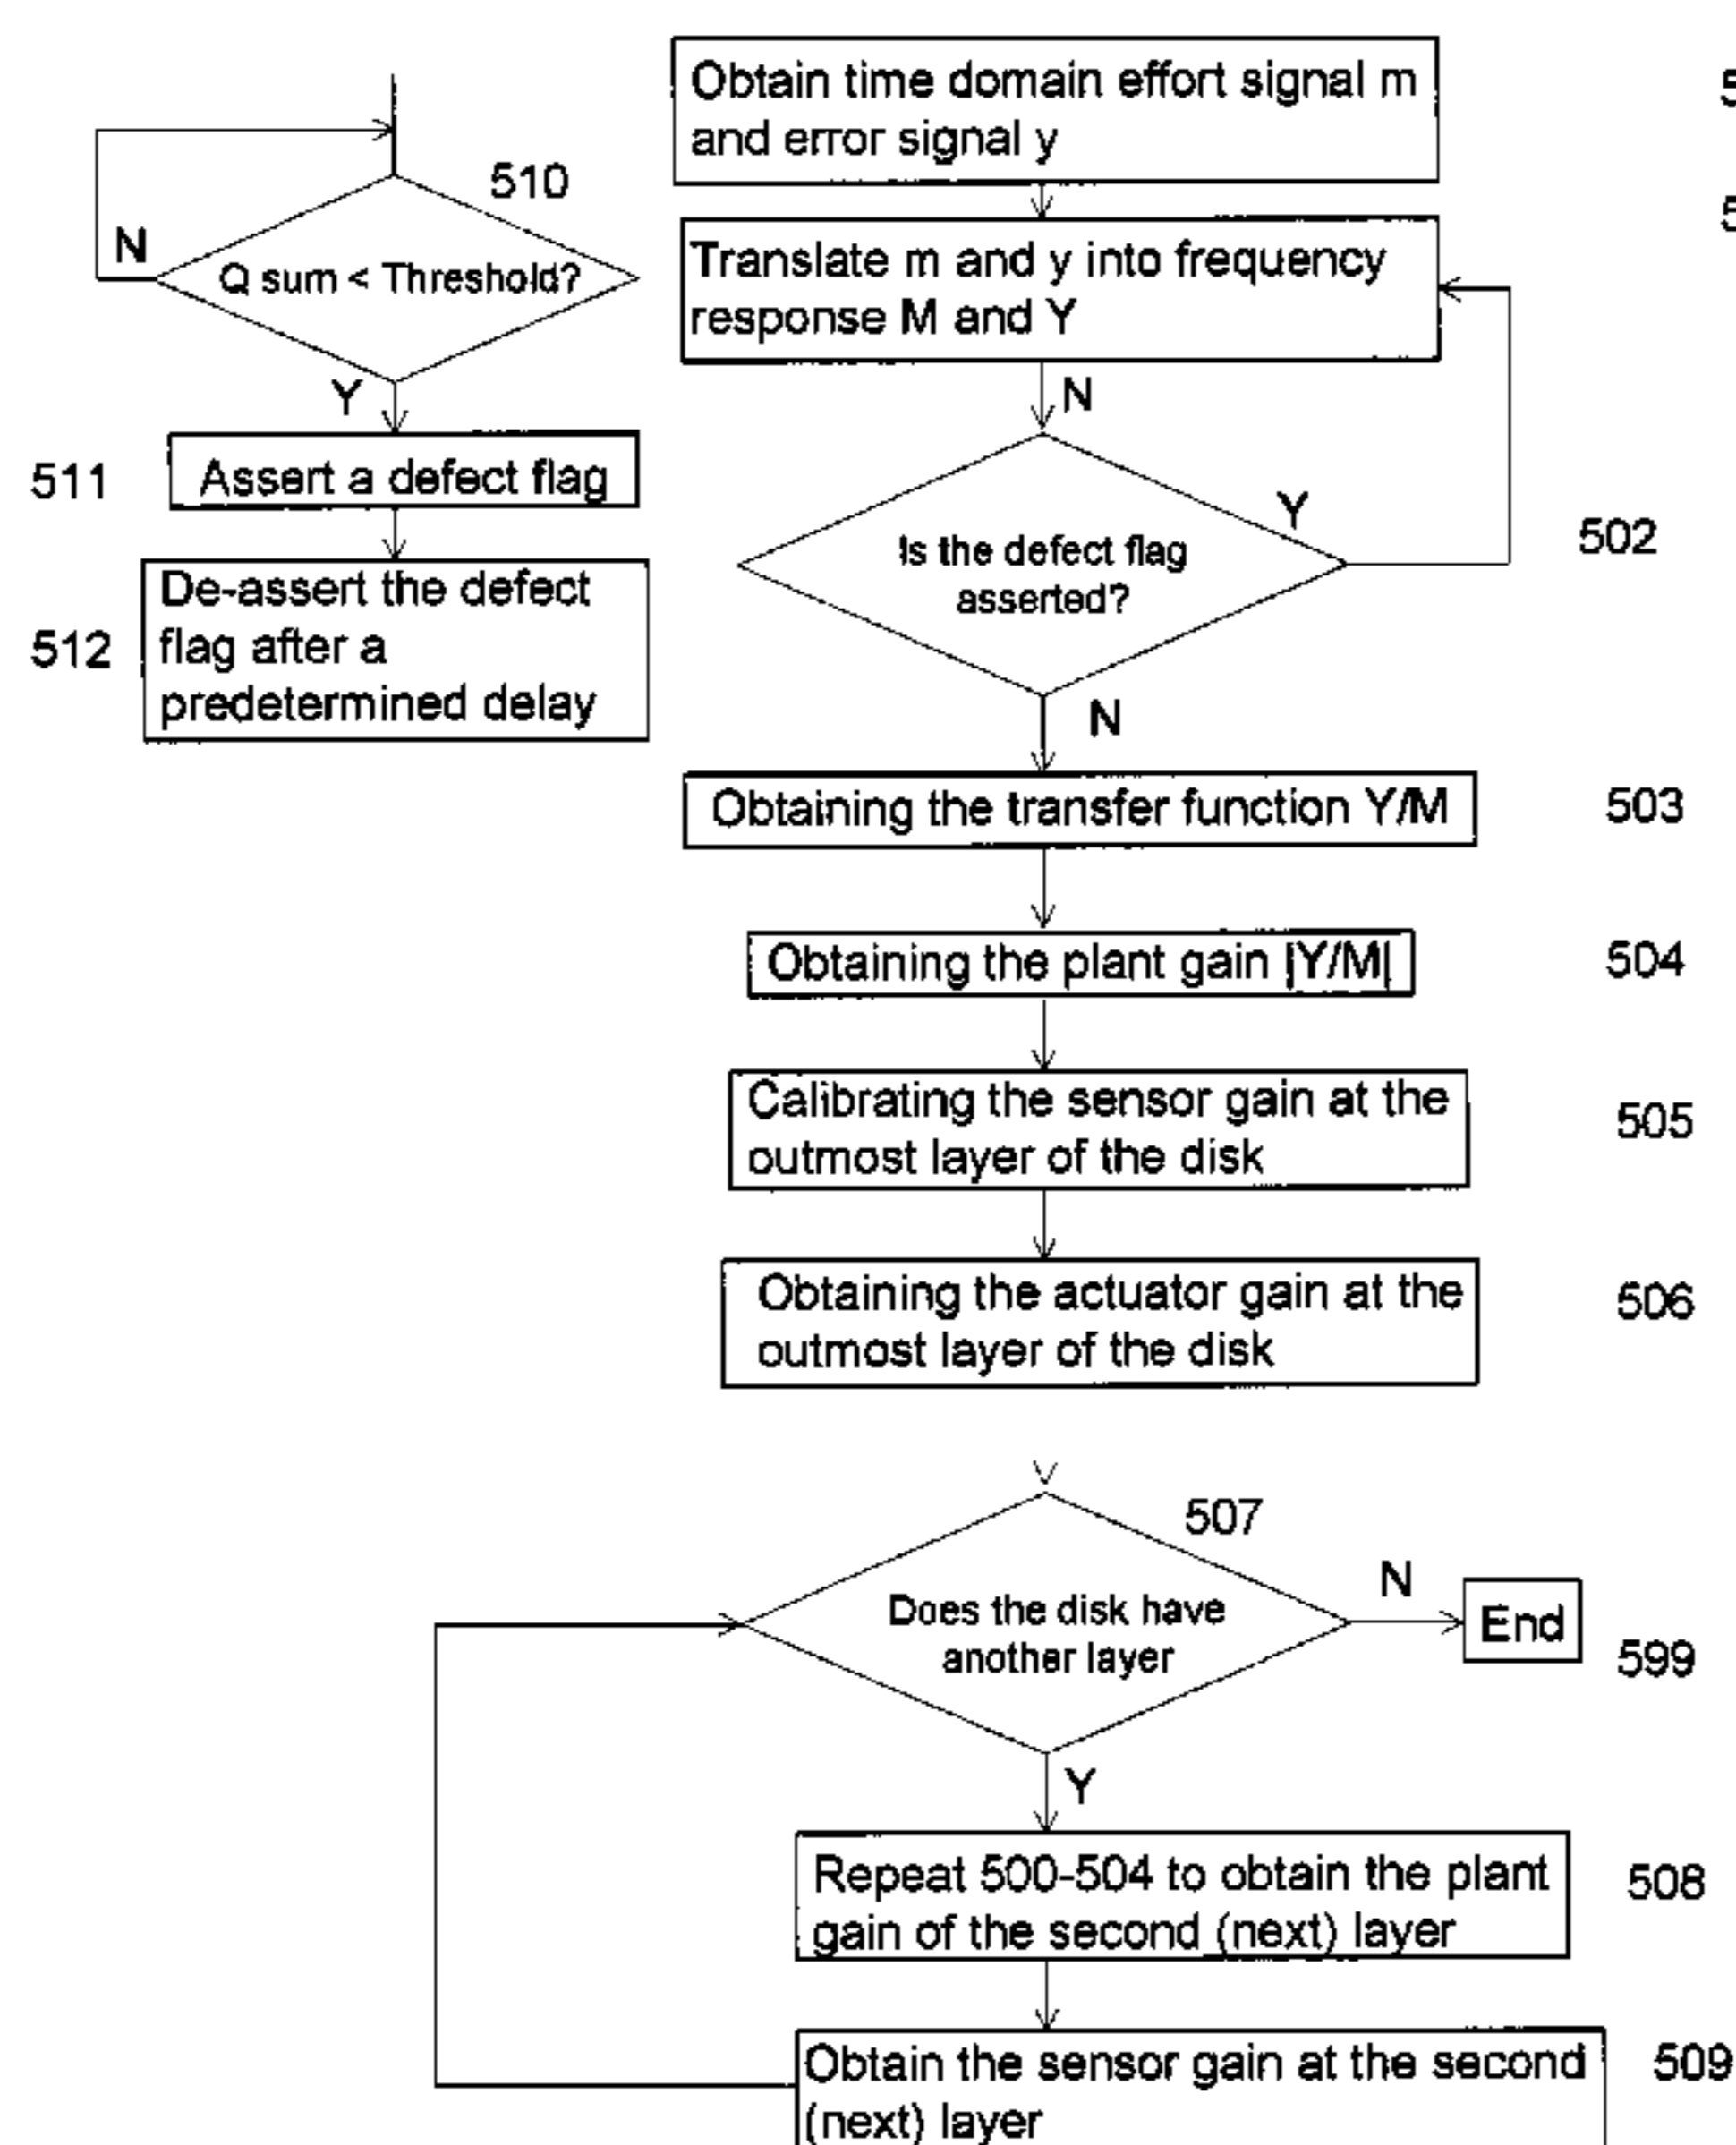 Obtain time domain effort signal m
and error signal y
5
510
N
Q sum < Threshold?
Y
511
Assert a defect flag
512
De-assert the defect
flag after a
predetermined delay
Translate m and y into frequency
response M and Y
5
N
Is the defect flag
asserted?
Y
502
N
Obtaining the transfer function Y/M
503
Obtaining the plant gain |Y/M|
504
Calibrating the sensor gain at the
outmost layer of the disk
505
Obtaining the actuator gain at the
outmost layer of the disk
506
507
Does the disk have
another layer
N
End
599
Y
Repeat 500-504 to obtain the plant
gain of the second (next) layer
508
Obtain the sensor gain at the second
(next) layer
509